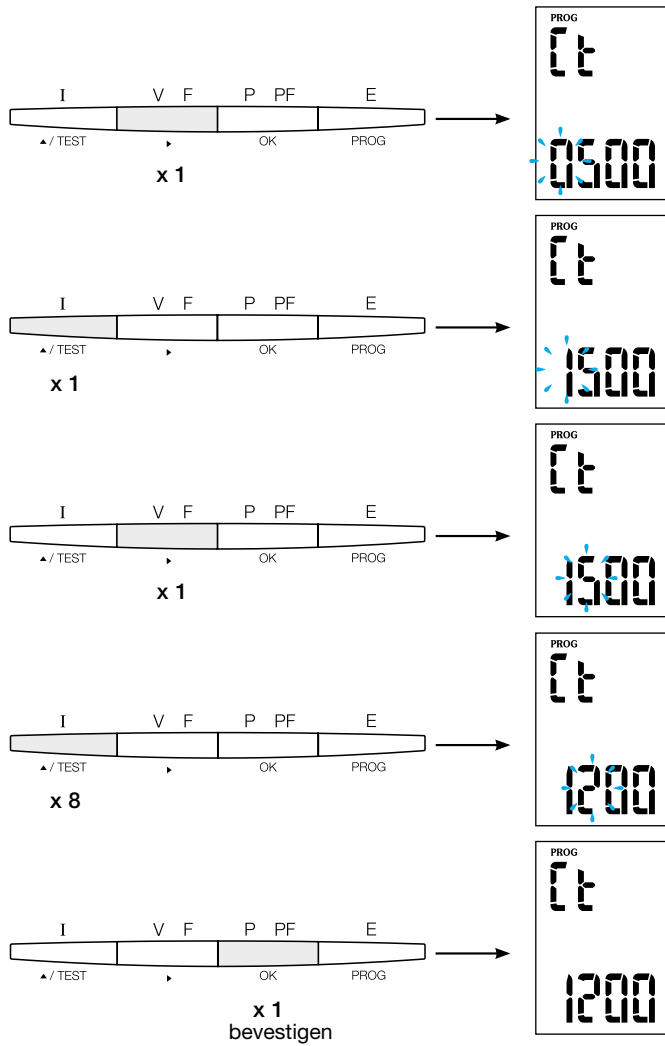 PROG
Ct
I V F P PF E
▲ / TEST ▶ OK PROG
0500
x 1
PROG
Ct
I V F P PF E
▲ / TEST ▶ OK PROG
1500
x 1
PROG
Ct
I V F P PF E
▲ / TEST ▶ OK PROG
1500
x 1
PROG
Ct
I V F P PF E
▲ / TEST ▶ OK PROG
1200
x 8
PROG
Ct
I V F P PF E
▲ / TEST ▶ OK PROG
1200
x 1
bevestigen